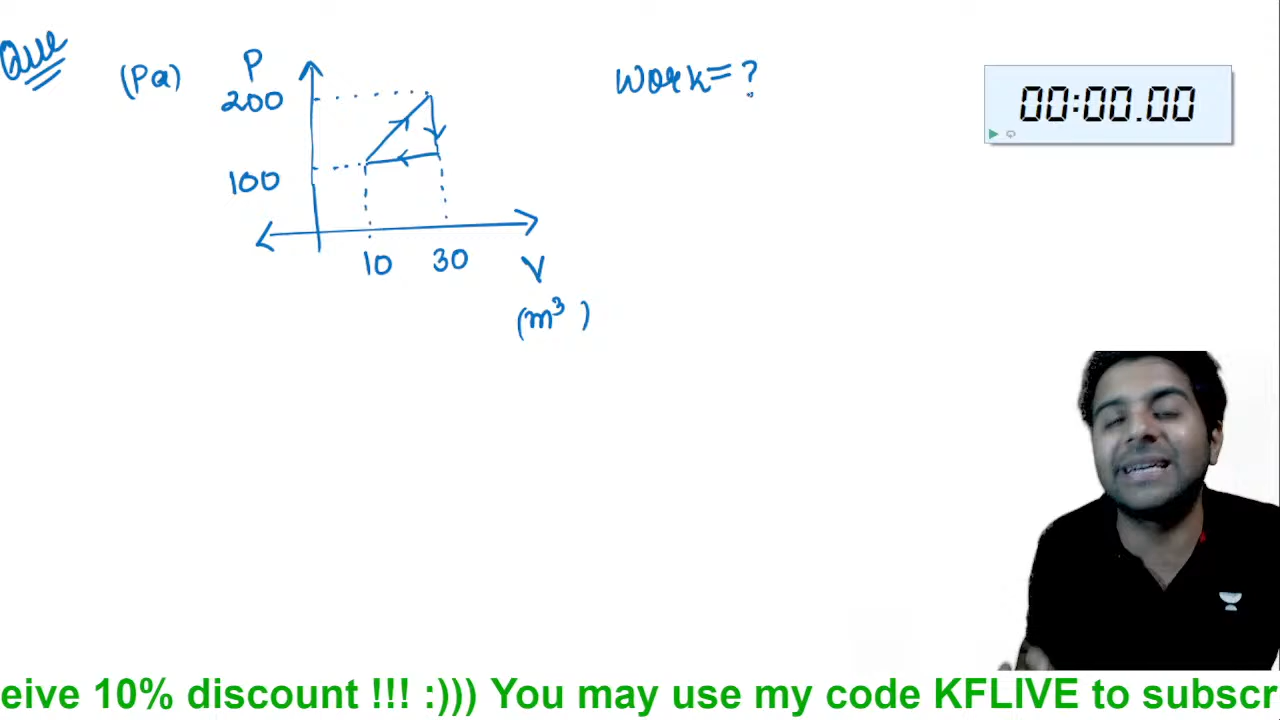 Que
(Pa)
P
200
100
10
30
V
(m³)
Work = ?
00:00.00
eive 10% discount !!! :))) You may use my code KFLIVE to subscr